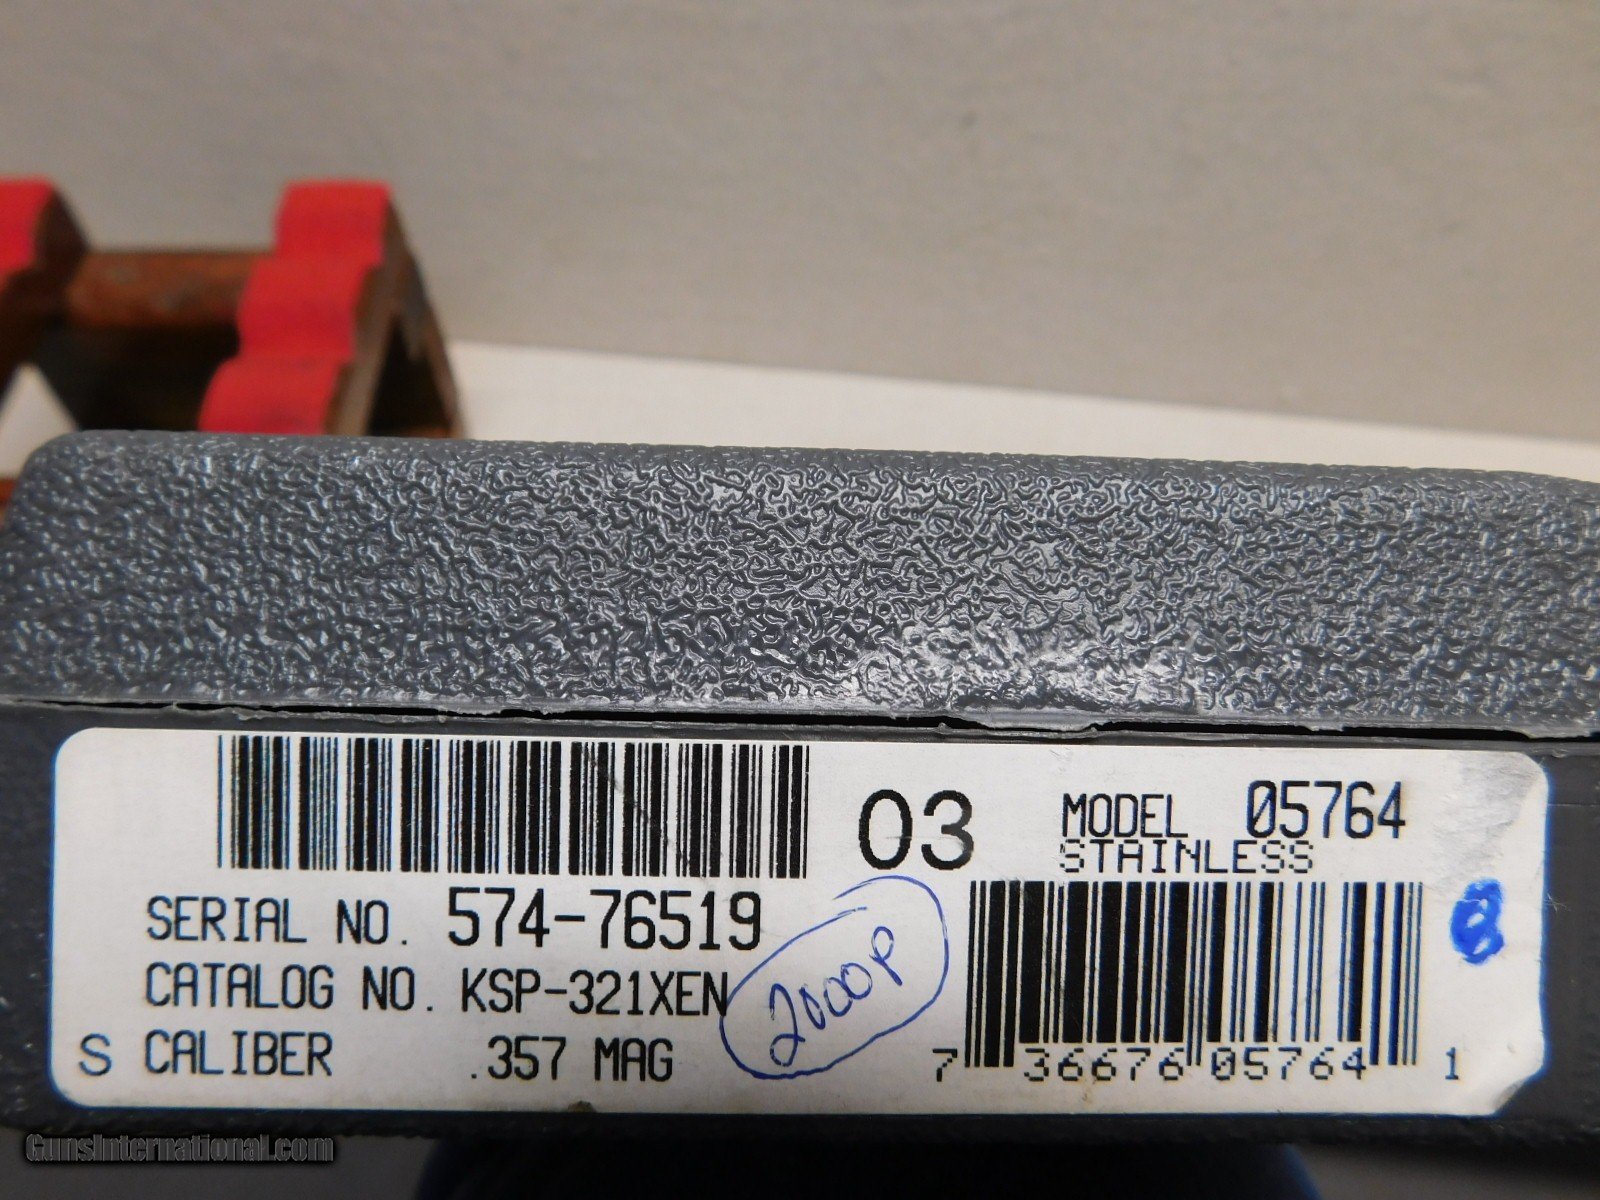 03
MODEL 05764
STAINLESS
SERIAL NO. 574-76519
CATALOG NO. KSP-321XEN
S CALIBER .357 MAG
2000P
8
7 36676 05764 1
GunsInternational.com